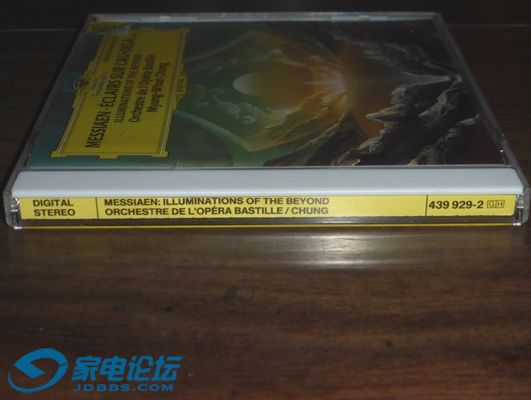 MESSIAEN · ECLAIRS SUR L'AU-DELÀ...
ILLUMINATIONS OF THE BEYOND
Orchestre de l'Opéra Bastille
Myung-Whun Chung
DIGITAL
STEREO
MESSIAEN: ILLUMINATIONS OF THE BEYOND
ORCHESTRE DE L'OPÉRA BASTILLE / CHUNG
439 929-2 GH
家电论坛
JDBBS.COM